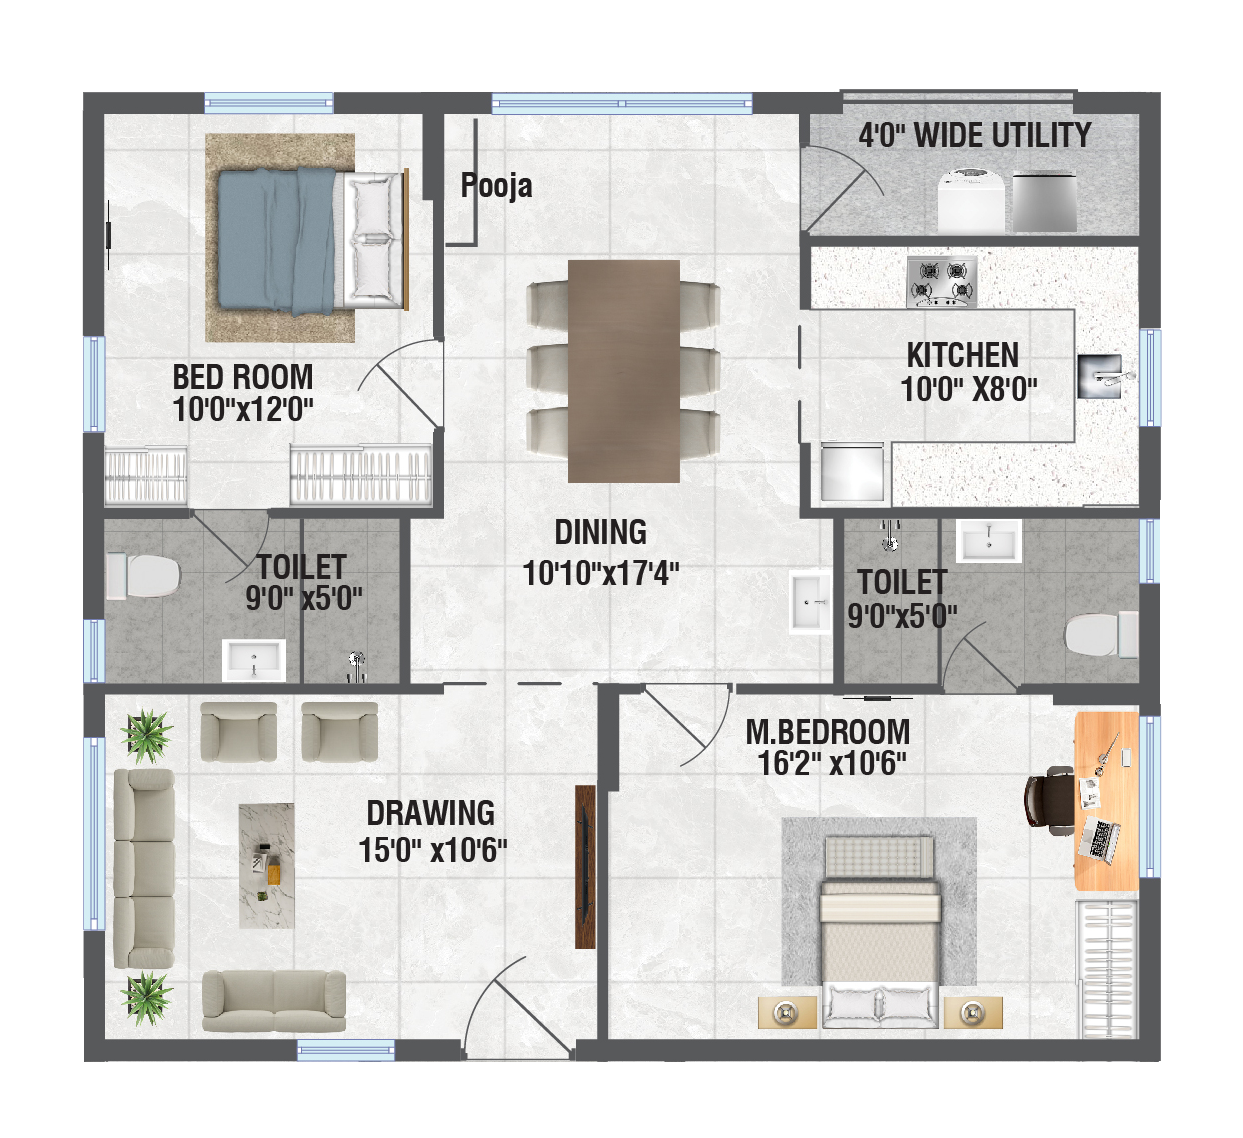 4'0" WIDE UTILITY
Pooja
KITCHEN
10'0" X8'0"
BED ROOM
10'0"x12'0"
DINING
10'10"x17'4"
TOILET
9'0" x5'0"
TOILET
9'0"x5'0"
M.BEDROOM
16'2" x10'6"
DRAWING
15'0" x10'6"